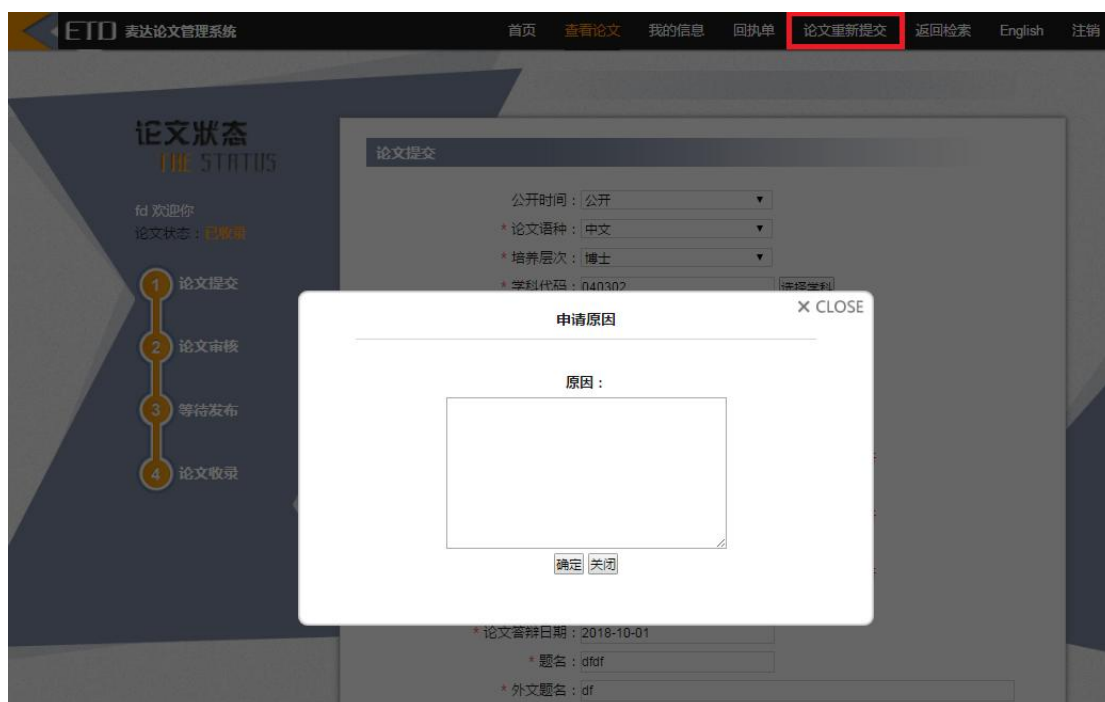 ETD 麦达论文管理系统 首页 查看论文 我的信息 回执单 论文重新提交 返回检索 English 注销
论文状态
THE STATUS
fd 欢迎你
论文状态：已收录
1 论文提交
2 论文审核
3 等待发布
4 论文收录
论文提交
公开时间：公开
* 论文语种：中文
* 培养层次：博士
* 学科代码：040302 选择学科
X CLOSE
申请原因
原因：
确定 关闭
* 论文答辩日期：2018-10-01
* 题名：dfdf
* 外文题名：df